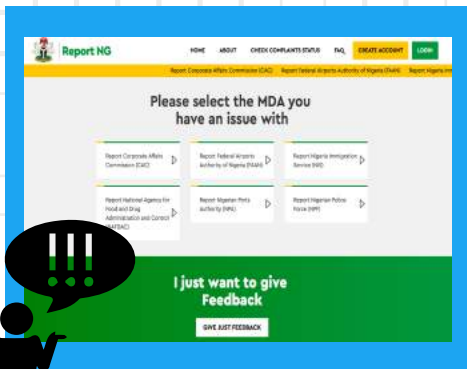 Report NG
HOME ABOUT CHECK COMPLAINTS STATUS FAQ CREATE ACCOUNT LOGIN
Report Corporate Affairs Commission (CAC) Report Federal Airports Authority of Nigeria (FAAN) Report Nigeria Imm
Please select the MDA you
have an issue with
Report Corporate Affairs
Commission (CAC)
Report Federal Airports
Authority of Nigeria (FAAN)
Report Nigeria Immigration
Service (NIS)
Report National Agency for
Food and Drug
Administration and Control
(NAFDAC)
Report Nigerian Ports
Authority (NPA)
Report Nigerian Police
Force (NPF)
!!!
I just want to give
Feedback
GIVE JUST FEEDBACK